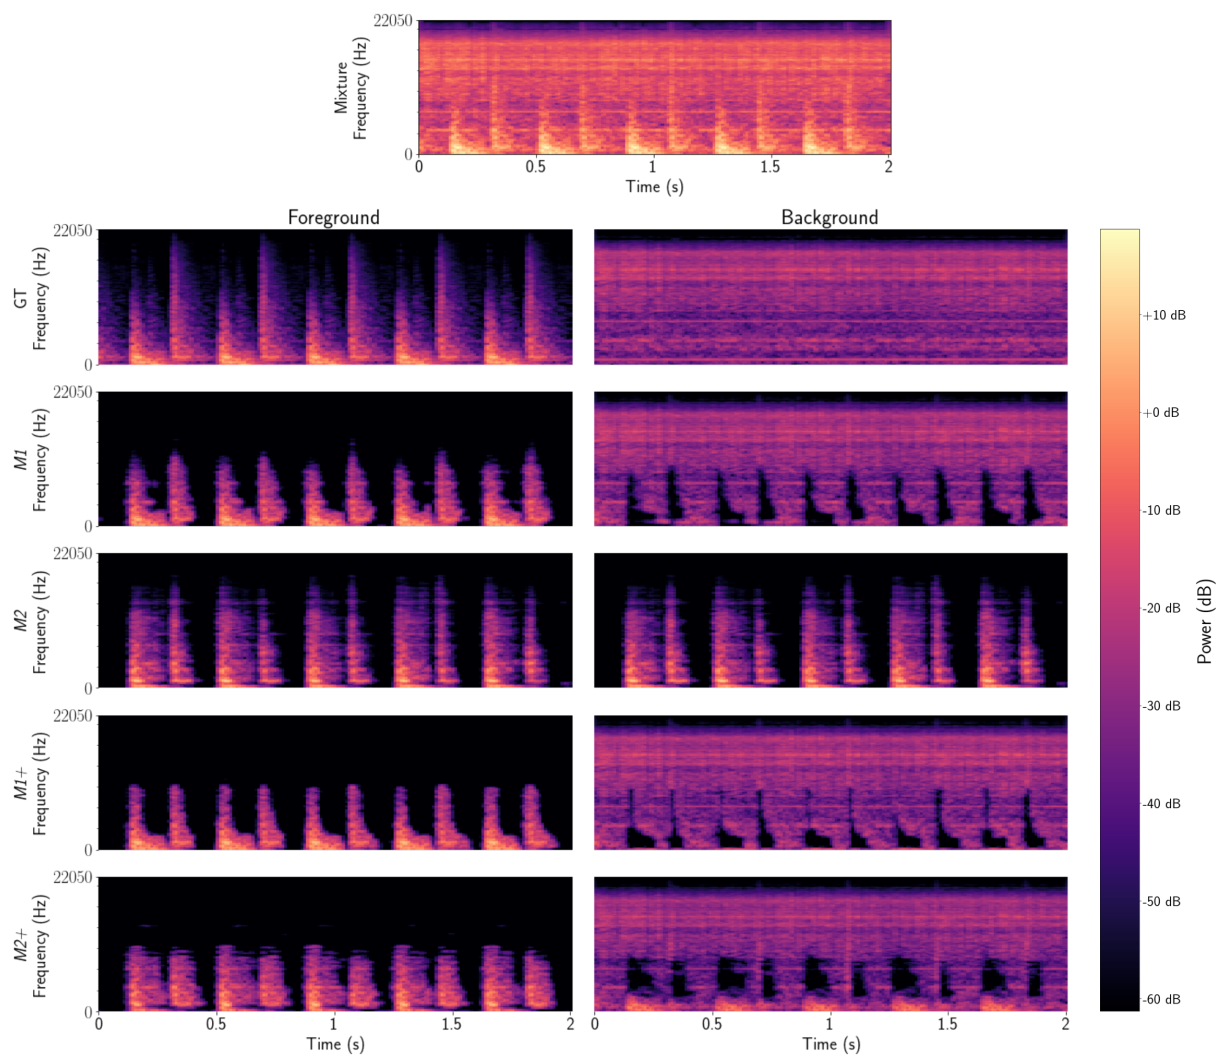 22050
Mixture
Frequency (Hz)
0
0 0.5 1 1.5 2
Time (s)
Foreground Background
22050
GT
Frequency (Hz)
0
22050
M1
Frequency (Hz)
0
22050
M2
Frequency (Hz)
0
22050
M1+
Frequency (Hz)
0
22050
M2+
Frequency (Hz)
0
0 0.5 1 1.5 2
Time (s)
0 0.5 1 1.5 2
Time (s)
+10 dB
+0 dB
-10 dB
-20 dB
-30 dB
-40 dB
-50 dB
-60 dB
Power (dB)